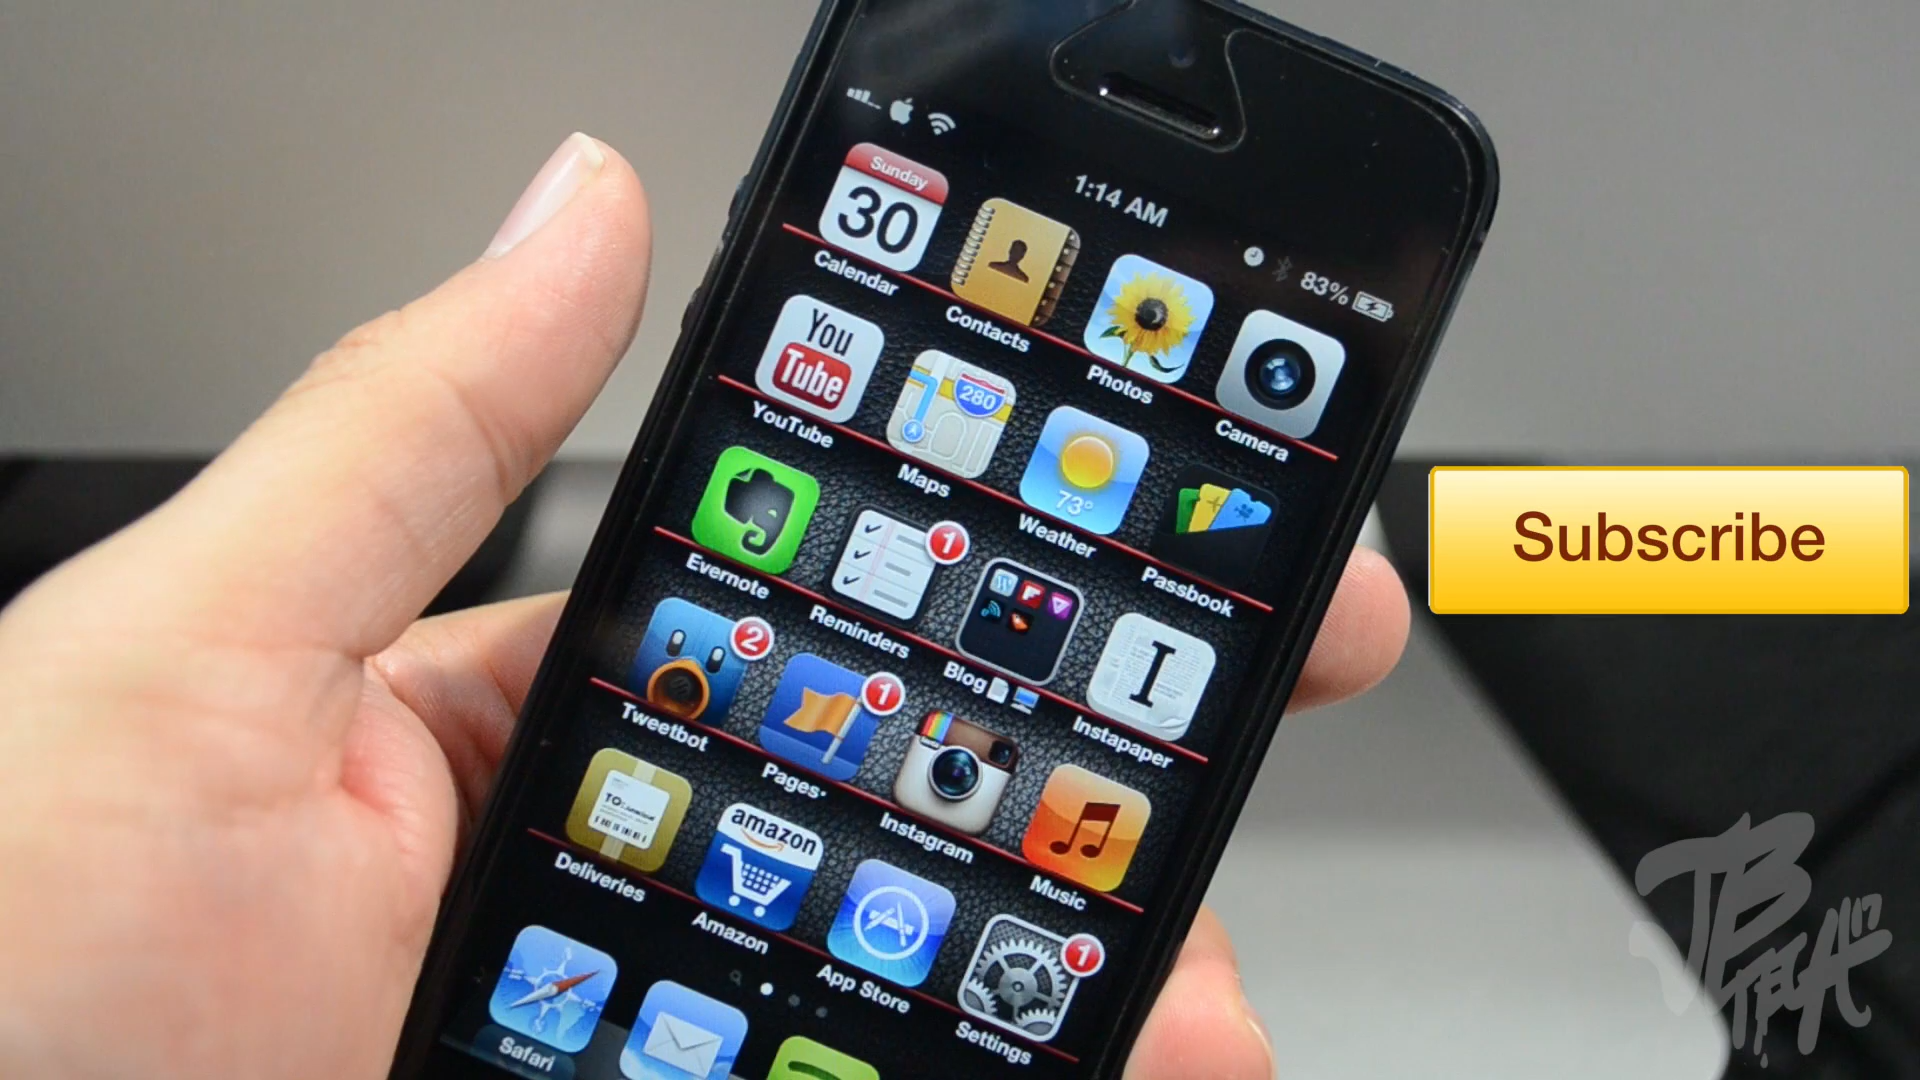 1:14 AM
83%
Sunday
30
Calendar
Contacts
Photos
Camera
You
Tube
YouTube
280
Maps
73°
Weather
Passbook
Evernote
1
Reminders
W
Blog
I
Instapaper
2
Tweetbot
1
Pages
Instagram
Music
TO:
Deliveries
amazon
Amazon
App Store
1
Settings
Safari
Subscribe
JB